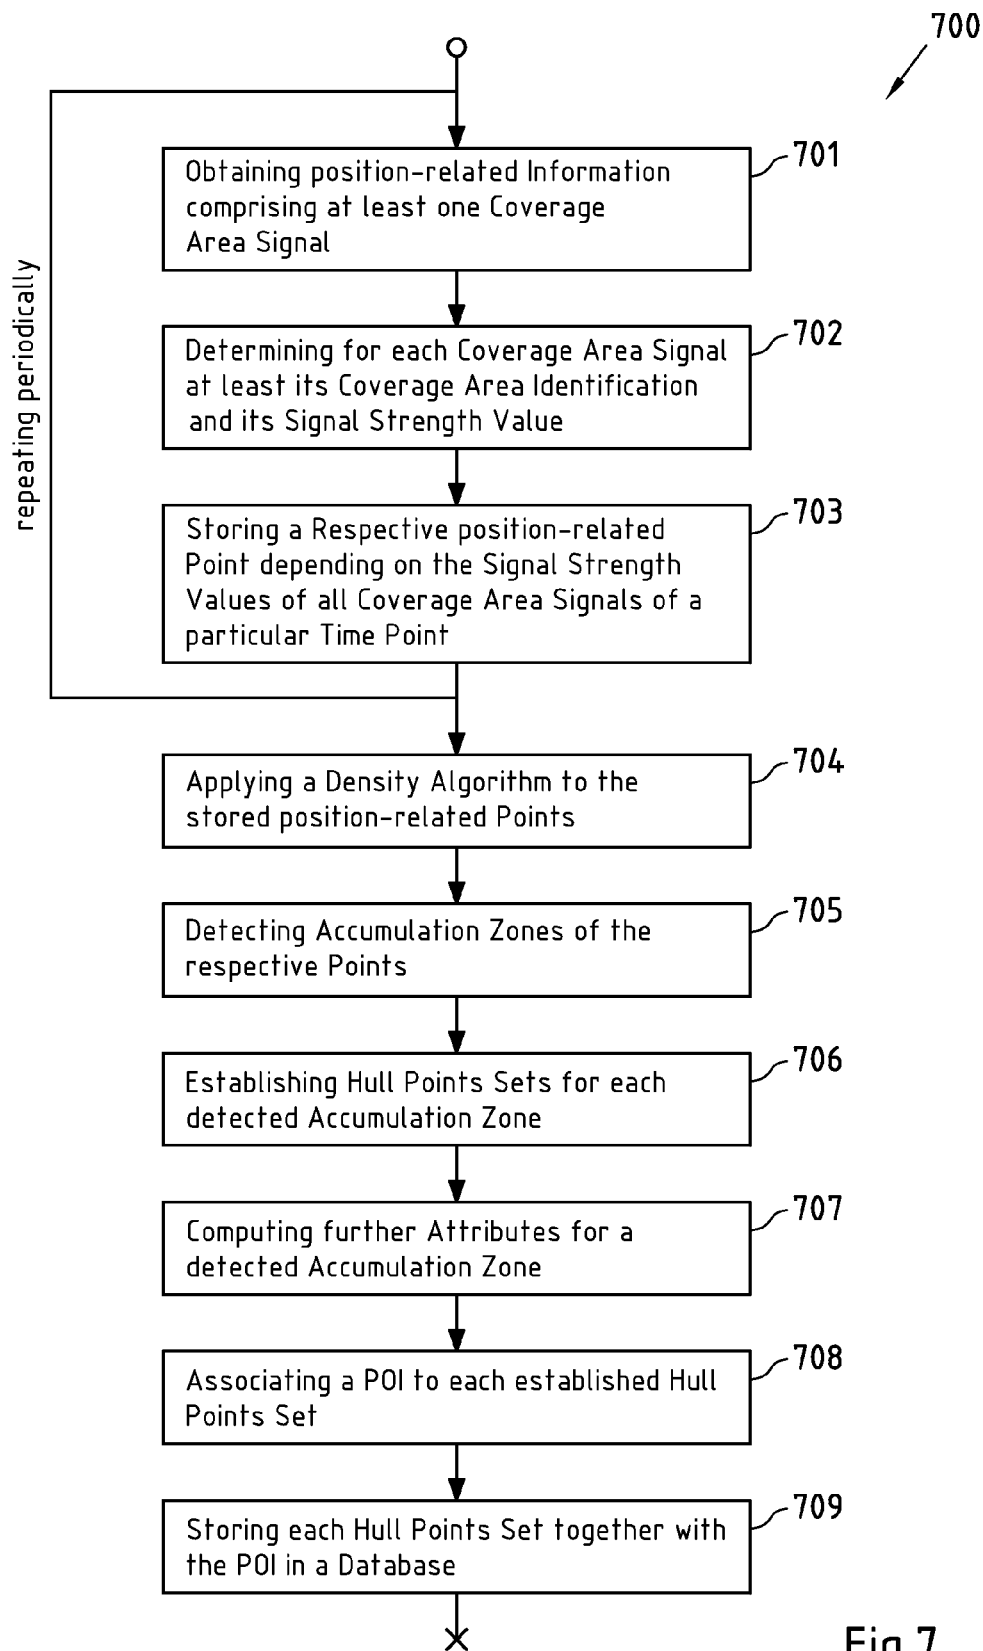 700
701
Obtaining position-related Information
comprising at least one Coverage
Area Signal
repeating periodically
702
Determining for each Coverage Area Signal
at least its Coverage Area Identification
and its Signal Strength Value
703
Storing a Respective position-related
Point depending on the Signal Strength
Values of all Coverage Area Signals of a
particular Time Point
704
Applying a Density Algorithm to the
stored position-related Points
705
Detecting Accumulation Zones of the
respective Points
706
Establishing Hull Points Sets for each
detected Accumulation Zone
707
Computing further Attributes for a
detected Accumulation Zone
708
Associating a POI to each established Hull
Points Set
709
Storing each Hull Points Set together with
the POI in a Database
Fig.7